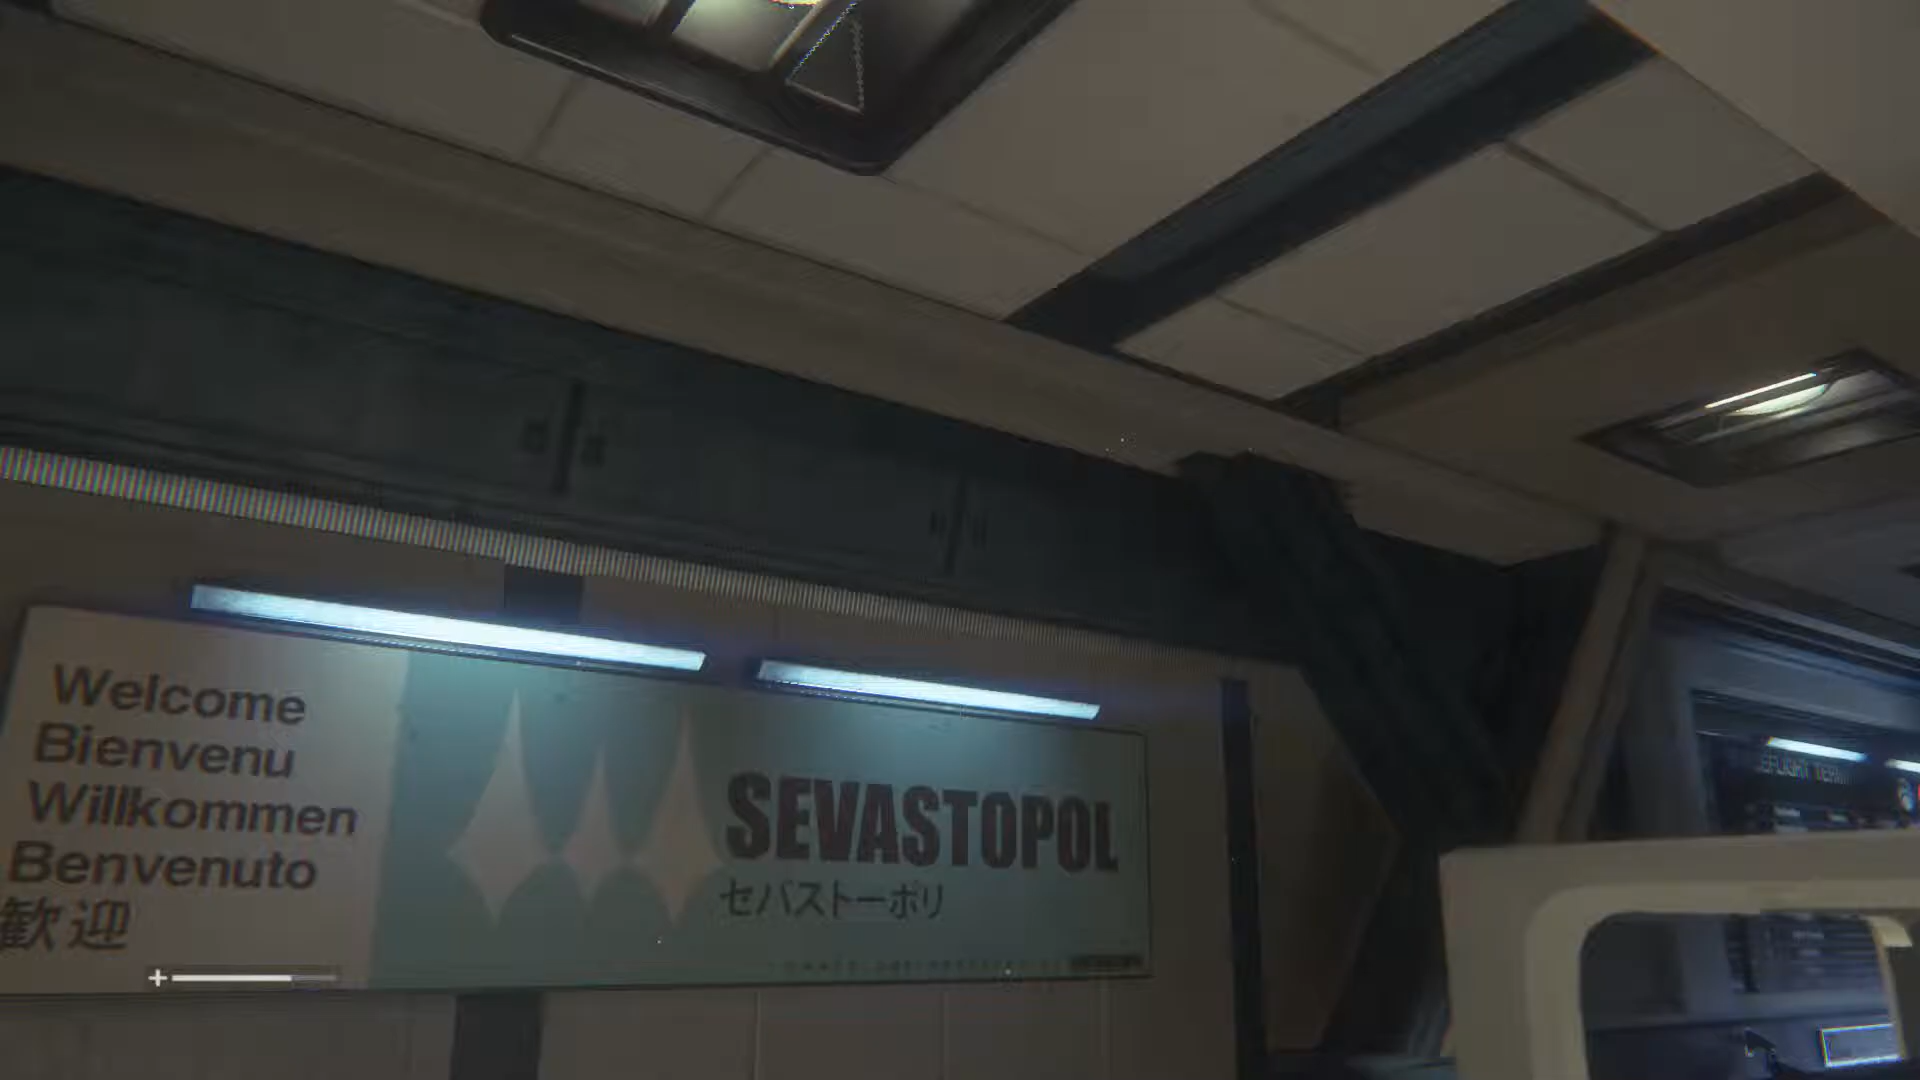 Welcome
Bienvenu
Willkommen
Benvenuto
歓迎
SEVASTOPOL
セバストーポリ